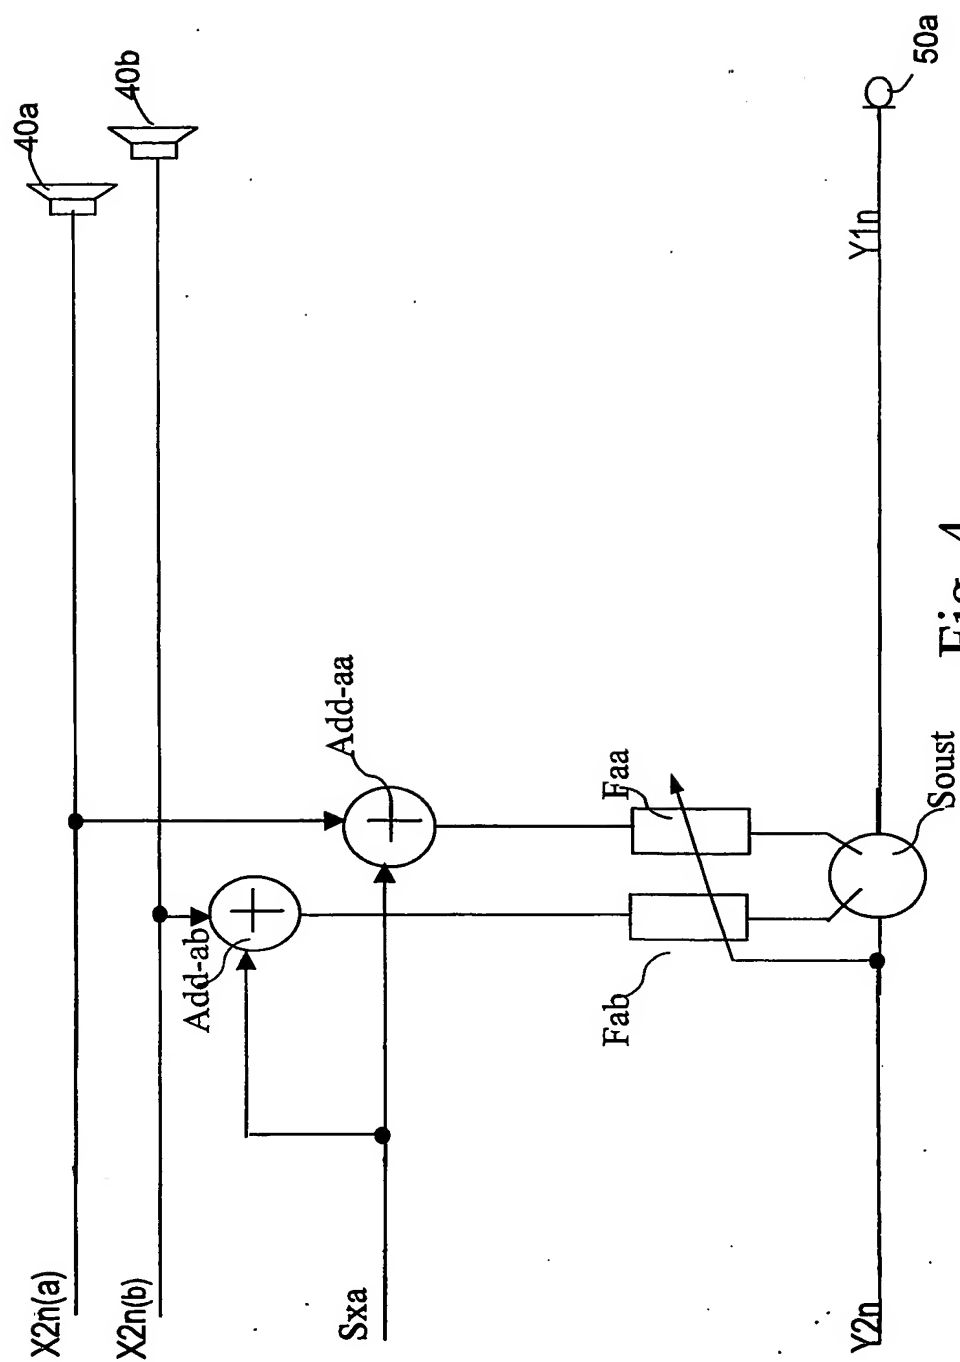 X2n(a)
40a
X2n(b)
40b
Add-ab
Add-aa
Sxa
Fab
Faa
Y2n
Y1n
50a
Soust
Fig. 4